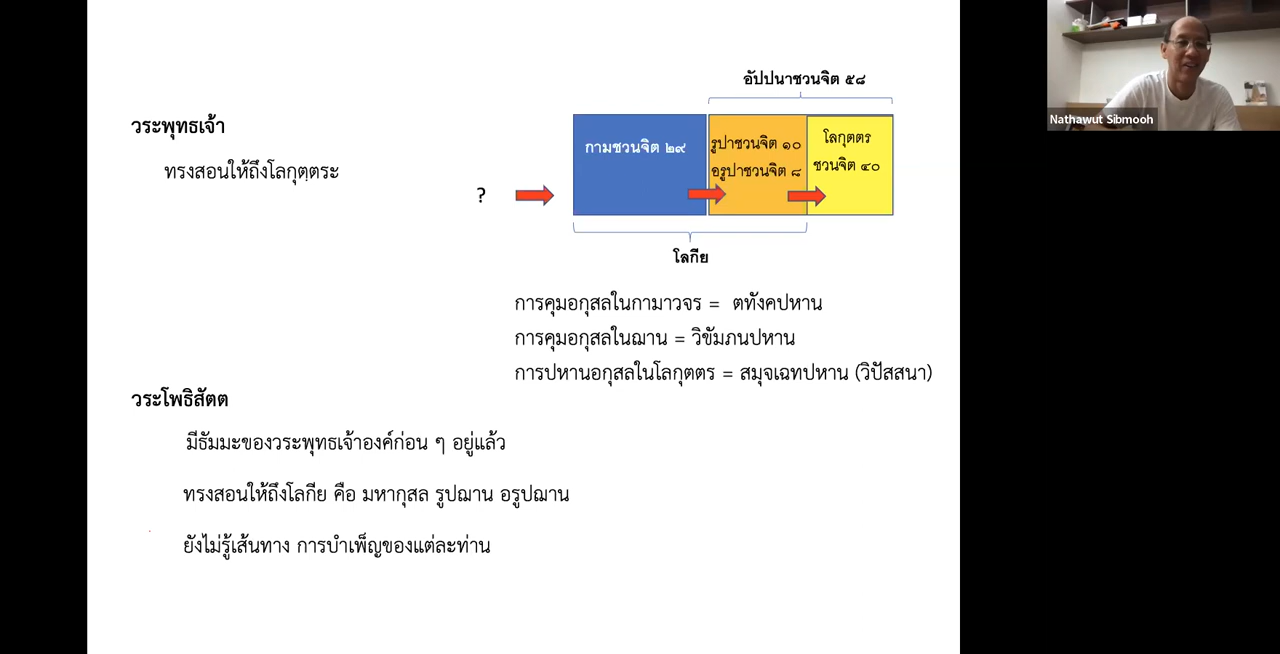 อัปปนาชวนจิต ๕๘
วระพุทธเจ้า
ทรงสอนให้ถึงโลกุตฺตระ
?
กามชวนจิต ๒๙
รูปาชวนจิต ๑๐
อรูปาชวนจิต ๘
โลกุตตร
ชวนจิต ๔๐
โลกีย
การคุมอกุสลในกามาวจร = ตทังคปหาน
การคุมอกุสลในฌาน = วิขัมภนปหาน
การปหานอกุสลในโลกุตตร = สมุจเฉทปหาน (วิปัสสนา)
วระโพธิสัตต
มีธัมมะของวระพุทธเจ้าองค์ก่อน ๆ อยู่แล้ว
ทรงสอนให้ถึงโลกีย คือ มหากุสล รูปฌาน อรูปฌาน
ยังไม่รู้เส้นทาง การบำเพ็ญของแต่ละท่าน
Nathawut Sibmooh